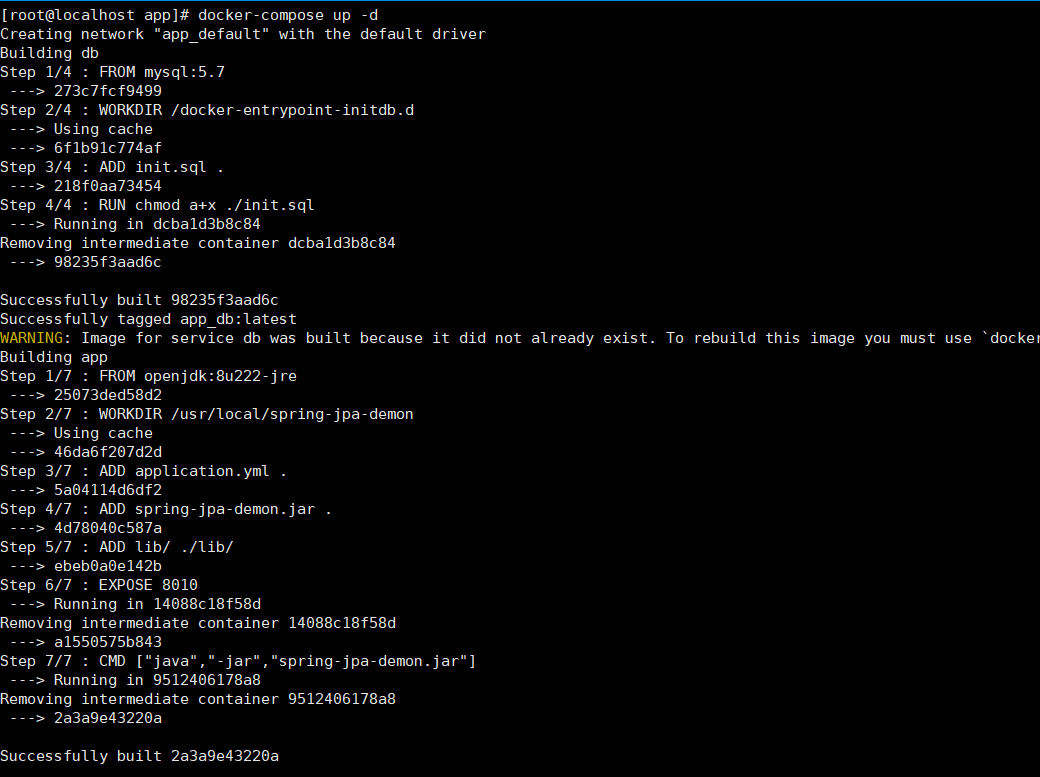 [root@localhost app]# docker-compose up -d
Creating network "app_default" with the default driver
Building db
Step 1/4 : FROM mysql:5.7
 ---> 273c7fcf9499
Step 2/4 : WORKDIR /docker-entrypoint-initdb.d
 ---> Using cache
 ---> 6f1b91c774af
Step 3/4 : ADD init.sql .
 ---> 218f0aa73454
Step 4/4 : RUN chmod a+x ./init.sql
 ---> Running in dcba1d3b8c84
Removing intermediate container dcba1d3b8c84
 ---> 98235f3aad6c

Successfully built 98235f3aad6c
Successfully tagged app_db:latest
WARNING: Image for service db was built because it did not already exist. To rebuild this image you must use `docker
Building app
Step 1/7 : FROM openjdk:8u222-jre
 ---> 25073ded58d2
Step 2/7 : WORKDIR /usr/local/spring-jpa-demon
 ---> Using cache
 ---> 46da6f207d2d
Step 3/7 : ADD application.yml .
 ---> 5a04114d6df2
Step 4/7 : ADD spring-jpa-demon.jar .
 ---> 4d78040c587a
Step 5/7 : ADD lib/ ./lib/
 ---> ebeb0a0e142b
Step 6/7 : EXPOSE 8010
 ---> Running in 14088c18f58d
Removing intermediate container 14088c18f58d
 ---> a1550575b843
Step 7/7 : CMD ["java","-jar","spring-jpa-demon.jar"]
 ---> Running in 9512406178a8
Removing intermediate container 9512406178a8
 ---> 2a3a9e43220a

Successfully built 2a3a9e43220a